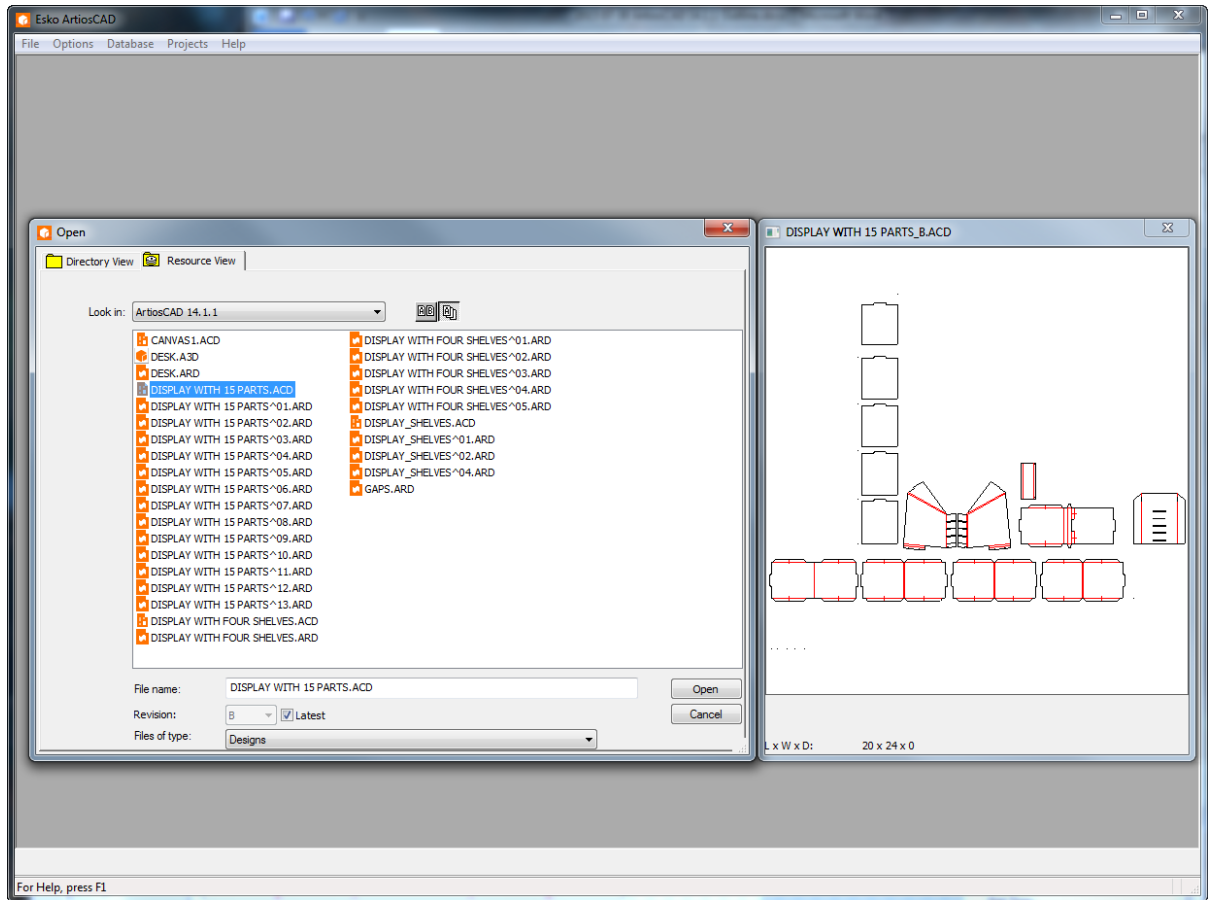 Esko ArtiosCAD
File Options Database Projects Help
Open
Directory View Resource View
Look in: ArtiosCAD 14.1.1
CANVAS1.ACD
DESK.A3D
DESK.ARD
DISPLAY WITH 15 PARTS.ACD
DISPLAY WITH 15 PARTS^01.ARD
DISPLAY WITH 15 PARTS^02.ARD
DISPLAY WITH 15 PARTS^03.ARD
DISPLAY WITH 15 PARTS^04.ARD
DISPLAY WITH 15 PARTS^05.ARD
DISPLAY WITH 15 PARTS^06.ARD
DISPLAY WITH 15 PARTS^07.ARD
DISPLAY WITH 15 PARTS^08.ARD
DISPLAY WITH 15 PARTS^09.ARD
DISPLAY WITH 15 PARTS^10.ARD
DISPLAY WITH 15 PARTS^11.ARD
DISPLAY WITH 15 PARTS^12.ARD
DISPLAY WITH 15 PARTS^13.ARD
DISPLAY WITH FOUR SHELVES.ACD
DISPLAY WITH FOUR SHELVES.ARD
DISPLAY WITH FOUR SHELVES^01.ARD
DISPLAY WITH FOUR SHELVES^02.ARD
DISPLAY WITH FOUR SHELVES^03.ARD
DISPLAY WITH FOUR SHELVES^04.ARD
DISPLAY WITH FOUR SHELVES^05.ARD
DISPLAY_SHELVES.ACD
DISPLAY_SHELVES^01.ARD
DISPLAY_SHELVES^02.ARD
DISPLAY_SHELVES^04.ARD
GAPS.ARD
File name: DISPLAY WITH 15 PARTS.ACD Open
Revision: B Latest Cancel
Files of type: Designs
DISPLAY WITH 15 PARTS_B.ACD
L x W x D: 20 x 24 x 0
For Help, press F1